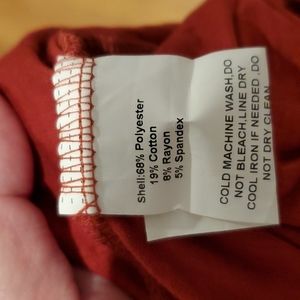 Shell:68% Polyester
19% Cotton
8% Rayon
5% Spandex
COLD MACHINE WASH,DO
NOT BLEACH,LINE DRY
COOL IRON IF NEEDED ,DO
NOT DRY CLEAN